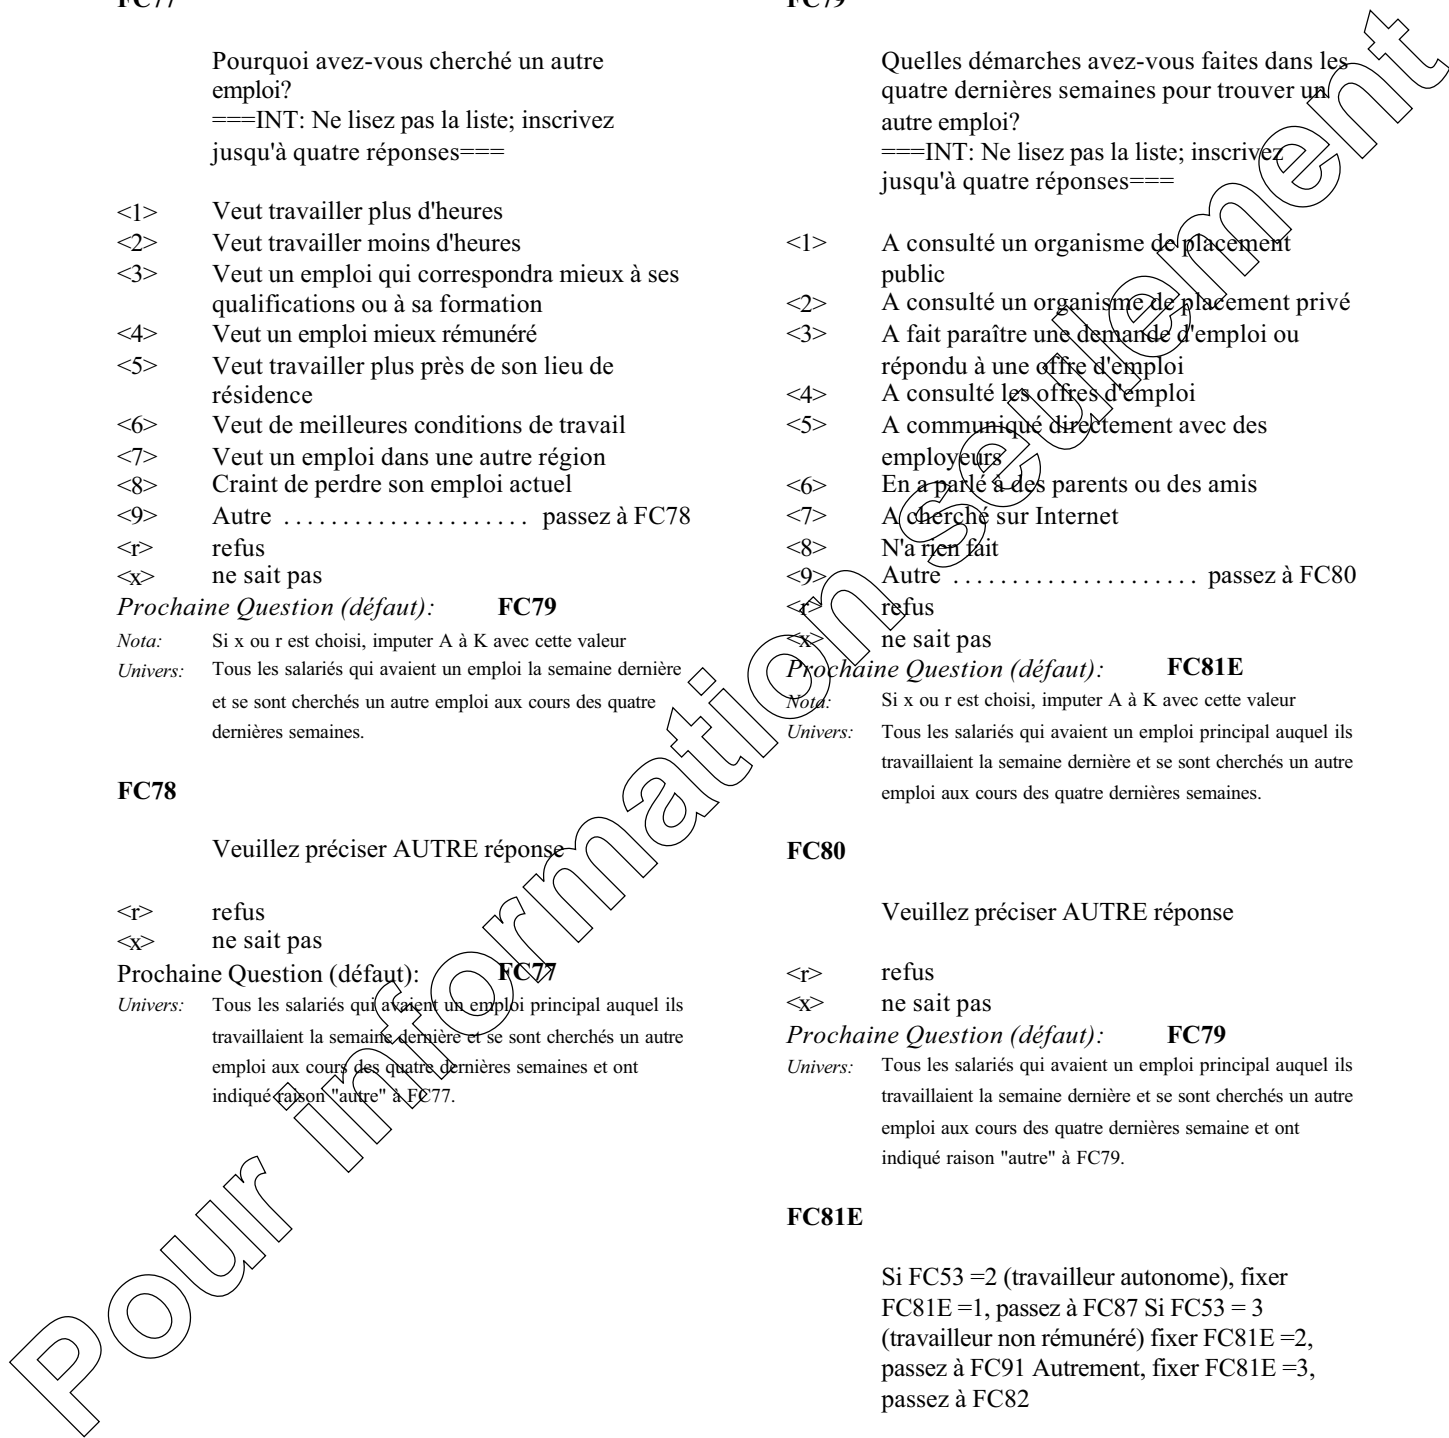 FC77
Pourquoi avez-vous cherché un autre
emploi?
===INT: Ne lisez pas la liste; inscrivez
jusqu'à quatre réponses===
<1> Veut travailler plus d'heures
<2> Veut travailler moins d'heures
<3> Veut un emploi qui correspondra mieux à ses
qualifications ou à sa formation
<4> Veut un emploi mieux rémunéré
<5> Veut travailler plus près de son lieu de
résidence
<6> Veut de meilleures conditions de travail
<7> Veut un emploi dans une autre région
<8> Craint de perdre son emploi actuel
<9> Autre . . . . . . . . . . . . . . . . . . . . . passez à FC78
<r> refus
<x> ne sait pas
Prochaine Question (défaut): FC79
Nota: Si x ou r est choisi, imputer A à K avec cette valeur
Univers: Tous les salariés qui avaient un emploi la semaine dernière
et se sont cherchés un autre emploi aux cours des quatre
dernières semaines.
FC78
Veuillez préciser AUTRE réponse
<r> refus
<x> ne sait pas
Prochaine Question (défaut): FC77
Univers: Tous les salariés qui avaient un emploi principal auquel ils
travaillaient la semaine dernière et se sont cherchés un autre
emploi aux cours des quatre dernières semaines et ont
indiqué raison "autre" à FC77.
FC79
Quelles démarches avez-vous faites dans les
quatre dernières semaines pour trouver un
autre emploi?
===INT: Ne lisez pas la liste; inscrivez
jusqu'à quatre réponses===
<1> A consulté un organisme de placement
public
<2> A consulté un organisme de placement privé
<3> A fait paraître une demande d'emploi ou
répondu à une offre d'emploi
<4> A consulté les offres d'emploi
<5> A communiqué directement avec des
employeurs
<6> En a parlé à des parents ou des amis
<7> A cherché sur Internet
<8> N'a rien fait
<9> Autre . . . . . . . . . . . . . . . . . . . . . passez à FC80
<r> refus
<x> ne sait pas
Prochaine Question (défaut): FC81E
Nota: Si x ou r est choisi, imputer A à K avec cette valeur
Univers: Tous les salariés qui avaient un emploi principal auquel ils
travaillaient la semaine dernière et se sont cherchés un autre
emploi aux cours des quatre dernières semaines.
FC80
Veuillez préciser AUTRE réponse
<r> refus
<x> ne sait pas
Prochaine Question (défaut): FC79
Univers: Tous les salariés qui avaient un emploi principal auquel ils
travaillaient la semaine dernière et se sont cherchés un autre
emploi aux cours des quatre dernières semaine et ont
indiqué raison "autre" à FC79.
FC81E
Si FC53 =2 (travailleur autonome), fixer
FC81E =1, passez à FC87 Si FC53 = 3
(travailleur non rémunéré) fixer FC81E =2,
passez à FC91 Autrement, fixer FC81E =3,
passez à FC82
Pour information seulement